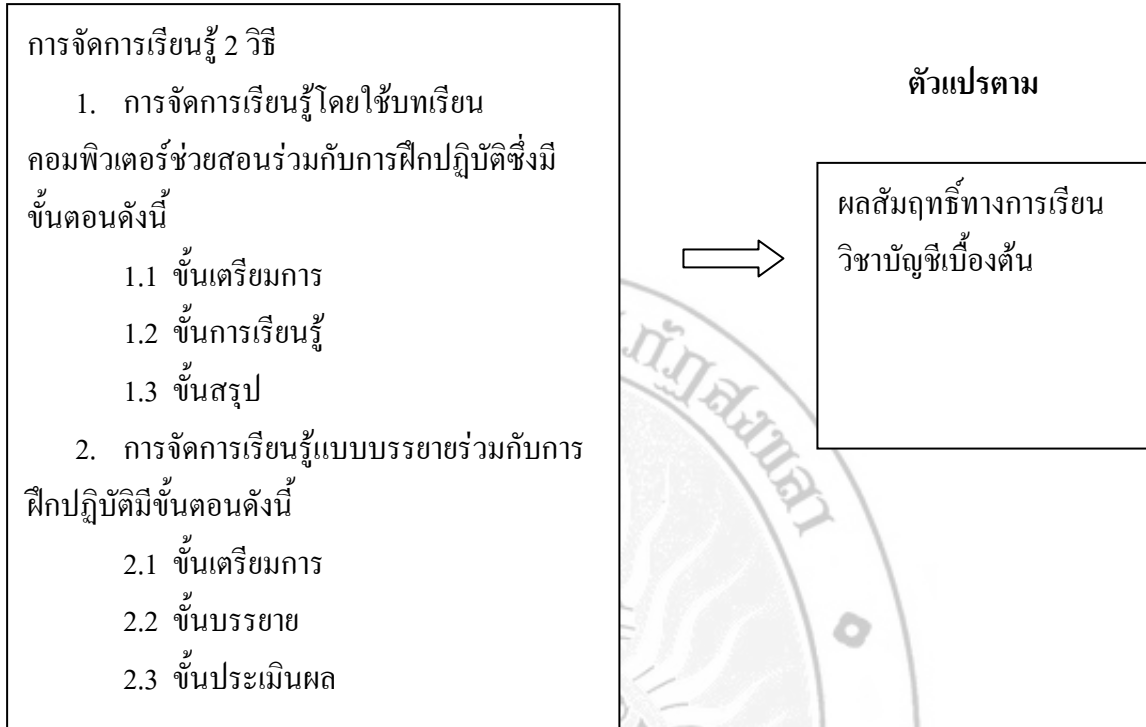 การจัดการเรียนรู้ 2 วิธี
1. การจัดการเรียนรู้โดยใช้บทเรียน
คอมพิวเตอร์ช่วยสอนร่วมกับการฝึกปฏิบัติซึ่งมี
ขั้นตอนดังนี้
1.1 ขั้นเตรียมการ
1.2 ขั้นการเรียนรู้
1.3 ขั้นสรุป
2. การจัดการเรียนรู้แบบบรรยายร่วมกับการ
ฝึกปฏิบัติมีขั้นตอนดังนี้
2.1 ขั้นเตรียมการ
2.2 ขั้นบรรยาย
2.3 ขั้นประเมินผล
ตัวแปรตาม
ผลสัมฤทธิ์ทางการเรียน
วิชาบัญชีเบื้องต้น